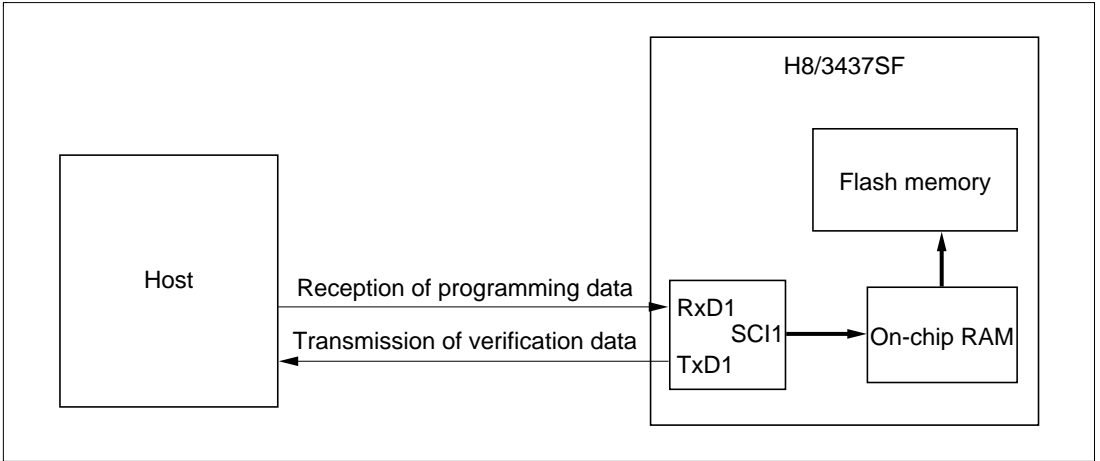 H8/3437SF
Flash memory
Host
Reception of programming data
RxD1
SCI1
On-chip RAM
Transmission of verification data
TxD1